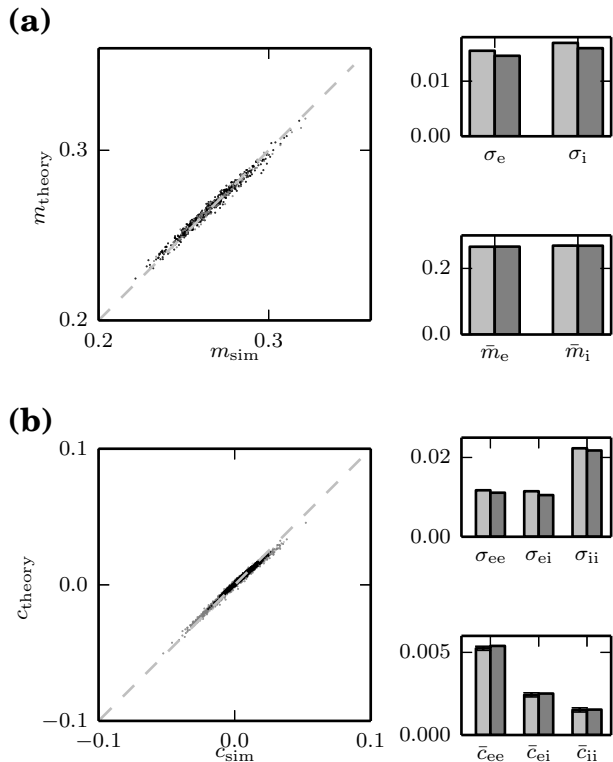 (a)
0.3
0.2
m_theory
0.2
0.3
m_sim
0.01
0.00
σ_e
σ_i
0.2
0.0
m̄_e
m̄_i
(b)
0.1
0.0
−0.1
c_theory
−0.1
0.0
0.1
c_sim
0.02
0.00
σ_ee
σ_ei
σ_ii
0.005
0.000
c̄_ee
c̄_ei
c̄_ii